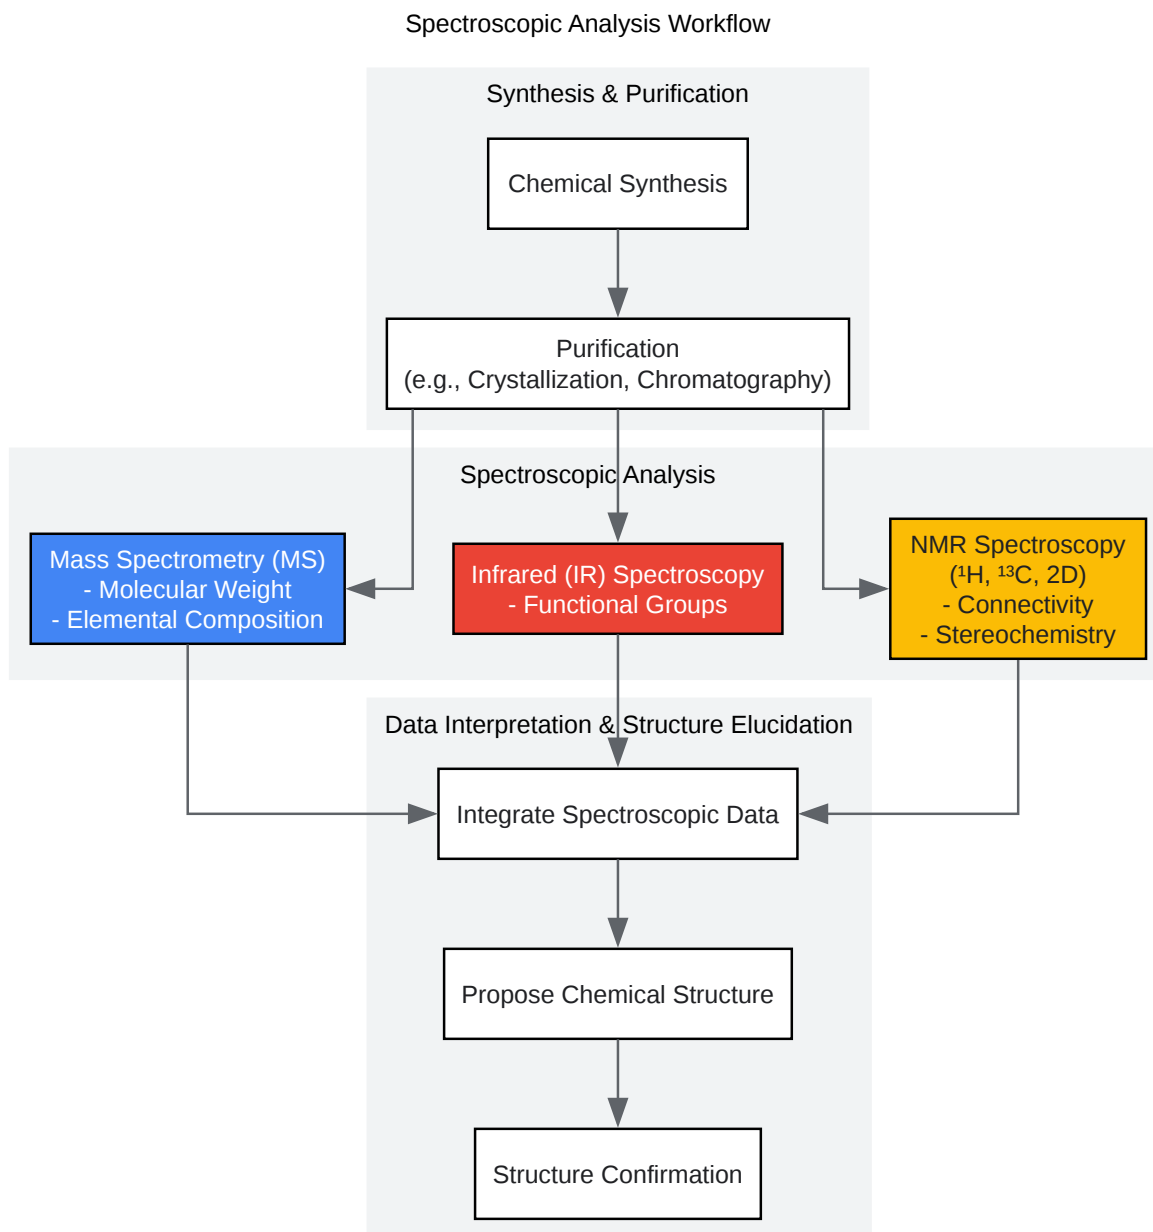 Spectroscopic Analysis Workflow
Synthesis & Purification
Chemical Synthesis
Purification
(e.g., Crystallization, Chromatography)
Spectroscopic Analysis
Mass Spectrometry (MS)
- Molecular Weight
- Elemental Composition
Infrared (IR) Spectroscopy
- Functional Groups
NMR Spectroscopy
(¹H, ¹³C, 2D)
- Connectivity
- Stereochemistry
Data Interpretation & Structure Elucidation
Integrate Spectroscopic Data
Propose Chemical Structure
Structure Confirmation